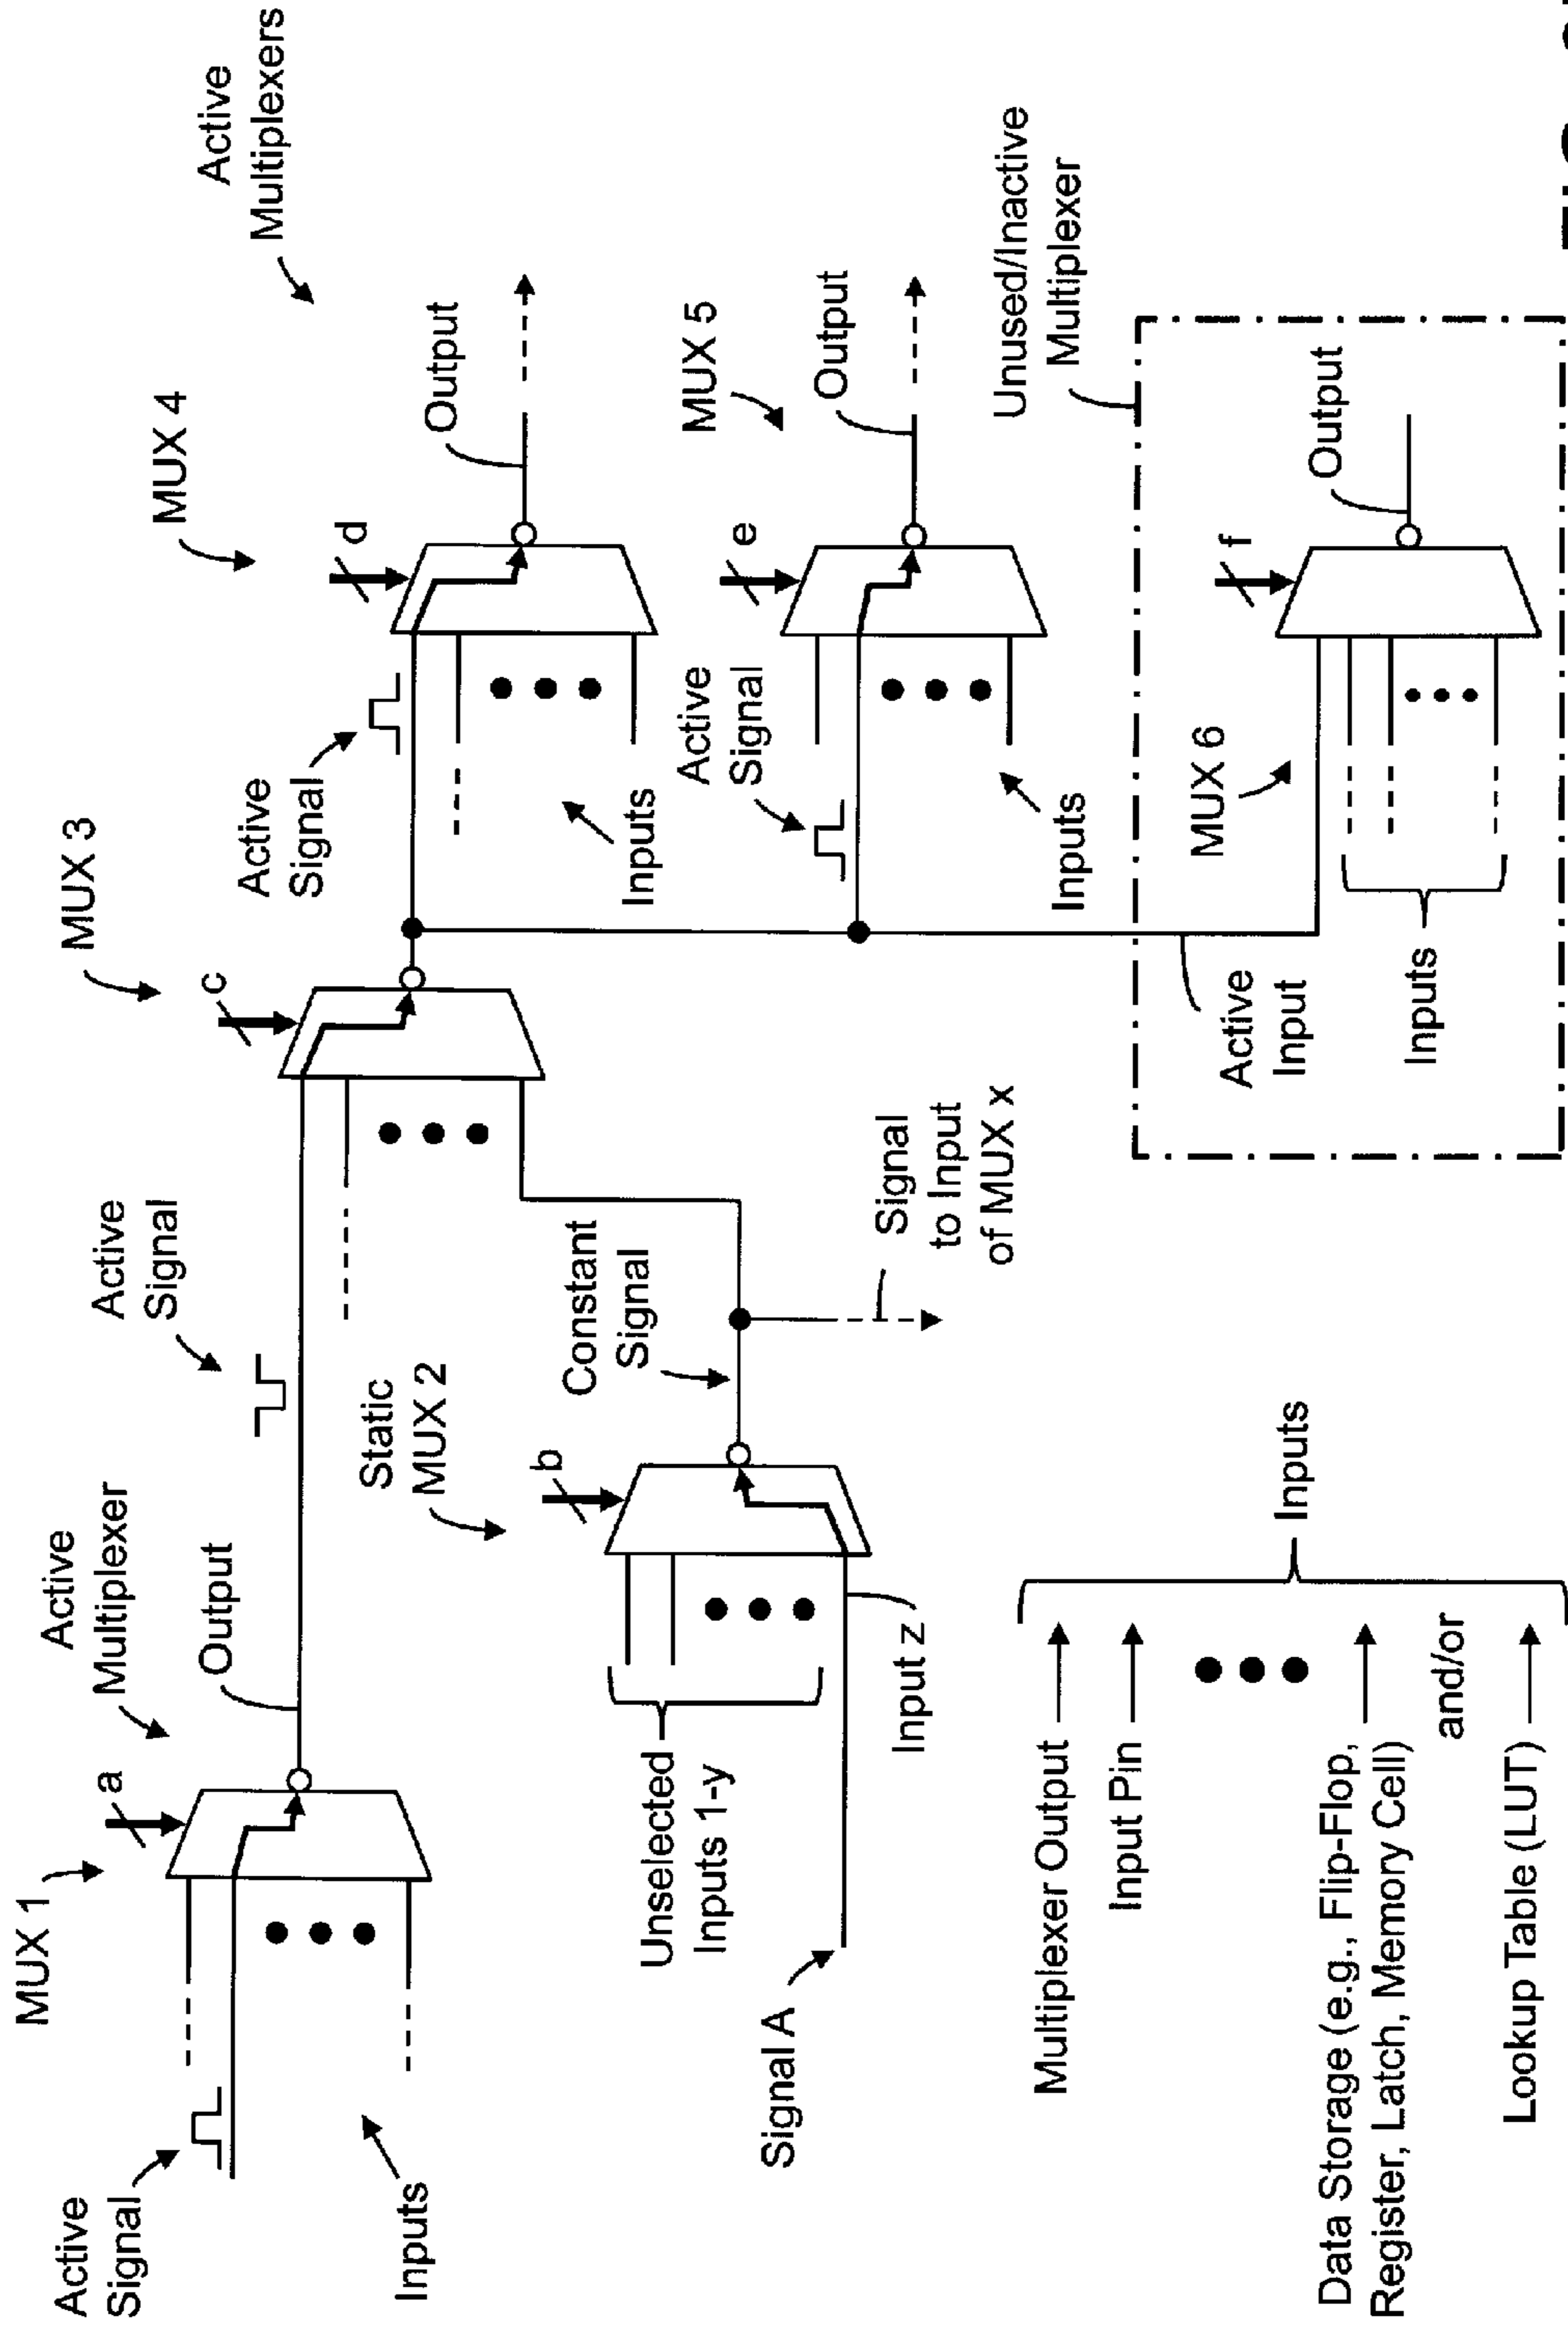 MUX 1
a
Active
Multiplexer
Output
Active
Signal
Inputs
Active
Signal
MUX 3
c
Static
MUX 2
b
Unselected
Inputs 1-y
Signal A
Input z
Constant
Signal
Signal
to Input
of MUX x
MUX 4
d
Active
Signal
Inputs
Output
Active
Multiplexers
MUX 5
e
Active
Signal
Inputs
Output
Unused/Inactive
Multiplexer
MUX 6
f
Active
Input
Inputs
Output
Multiplexer Output
Input Pin
Data Storage (e.g., Flip-Flop,
Register, Latch, Memory Cell)
and/or
Lookup Table (LUT)
Inputs